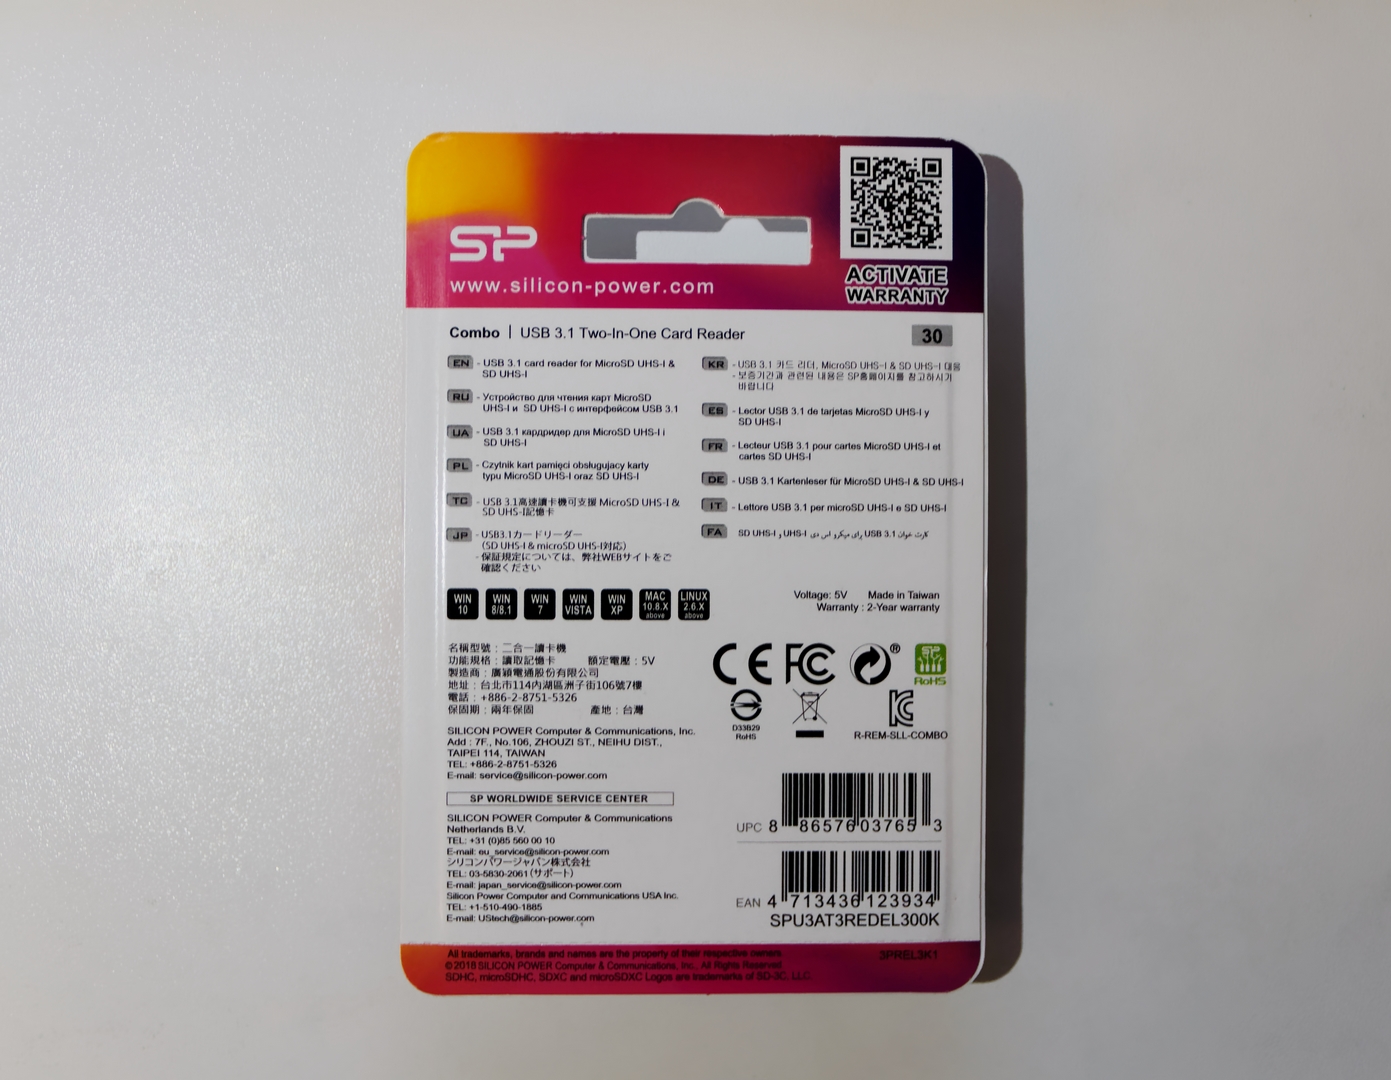 SP
www.silicon-power.com
ACTIVATE
WARRANTY
Combo | USB 3.1 Two-In-One Card Reader
30
EN - USB 3.1 card reader for MicroSD UHS-I &
SD UHS-I
RU - Устройство для чтения карт MicroSD
UHS-I и SD UHS-I с интерфейсом USB 3.1
UA - USB 3.1 кардридер для MicroSD UHS-I і
SD UHS-I
PL - Czytnik kart pamięci obsługujacy karty
typu MicroSD UHS-I oraz SD UHS-I
TC - USB 3.1高速讀卡機可支援 MicroSD UHS-I &
SD UHS-I記憶卡
JP - USB3.1カードリーダー
(SD UHS-I & microSD UHS-I対応)
- 保証規定については、弊社WEBサイトをご
確認ください
KR - USB 3.1 카드 리더, MicroSD UHS-I & SD UHS-I 대응
- 보증기간과 관련된 내용은 SP홈페이지를 참고하시기
바랍니다
ES - Lector USB 3.1 de tarjetas MicroSD UHS-I y
SD UHS-I
FR - Lecteur USB 3.1 pour cartes MicroSD UHS-I et
cartes SD UHS-I
DE - USB 3.1 Kartenleser für MicroSD UHS-I & SD UHS-I
IT - Lettore USB 3.1 per microSD UHS-I e SD UHS-I
FA کارت خوان USB 3.1 برای میکرو اس دی UHS-I و SD UHS-I
WIN 10
WIN 8/8.1
WIN 7
WIN VISTA
WIN XP
MAC 10.8.X above
LINUX 2.6.X above
Voltage: 5V Made in Taiwan
Warranty : 2-Year warranty
名稱型號：二合一讀卡機
功能規格：讀取記憶卡 額定電壓：5V
製造商：廣穎電通股份有限公司
地址：台北市114內湖區洲子街106號7樓
電話：+886-2-8751-5326
保固期：兩年保固 產地：台灣
CE FC ®
SP
RoHS
D33B29
RoHS
R-REM-SLL-COMBO
SILICON POWER Computer & Communications, Inc.
Add : 7F., No.106, ZHOUZI ST., NEIHU DIST.,
TAIPEI 114, TAIWAN
TEL: +886-2-8751-5326
E-mail: service@silicon-power.com
SP WORLDWIDE SERVICE CENTER
SILICON POWER Computer & Communications
Netherlands B.V.
TEL: +31 (0)85 560 00 10
E-mail: eu_service@silicon-power.com
シリコンパワージャパン株式会社
TEL: 03-5830-2061(サポート)
E-mail: japan_service@silicon-power.com
Silicon Power Computer and Communications USA Inc.
TEL: +1-510-490-1885
E-mail: UStech@silicon-power.com
UPC 8 86576 03765 3
EAN 4 713436 123934
SPU3AT3REDEL300K
All trademarks, brands and names are the property of their respective owners.
©2018 SILICON POWER Computer & Communications, Inc., All Rights Reserved
SDHC, microSDHC, SDXC and microSDXC Logos are trademarks of SD-3C, LLC.
3PREL3K1